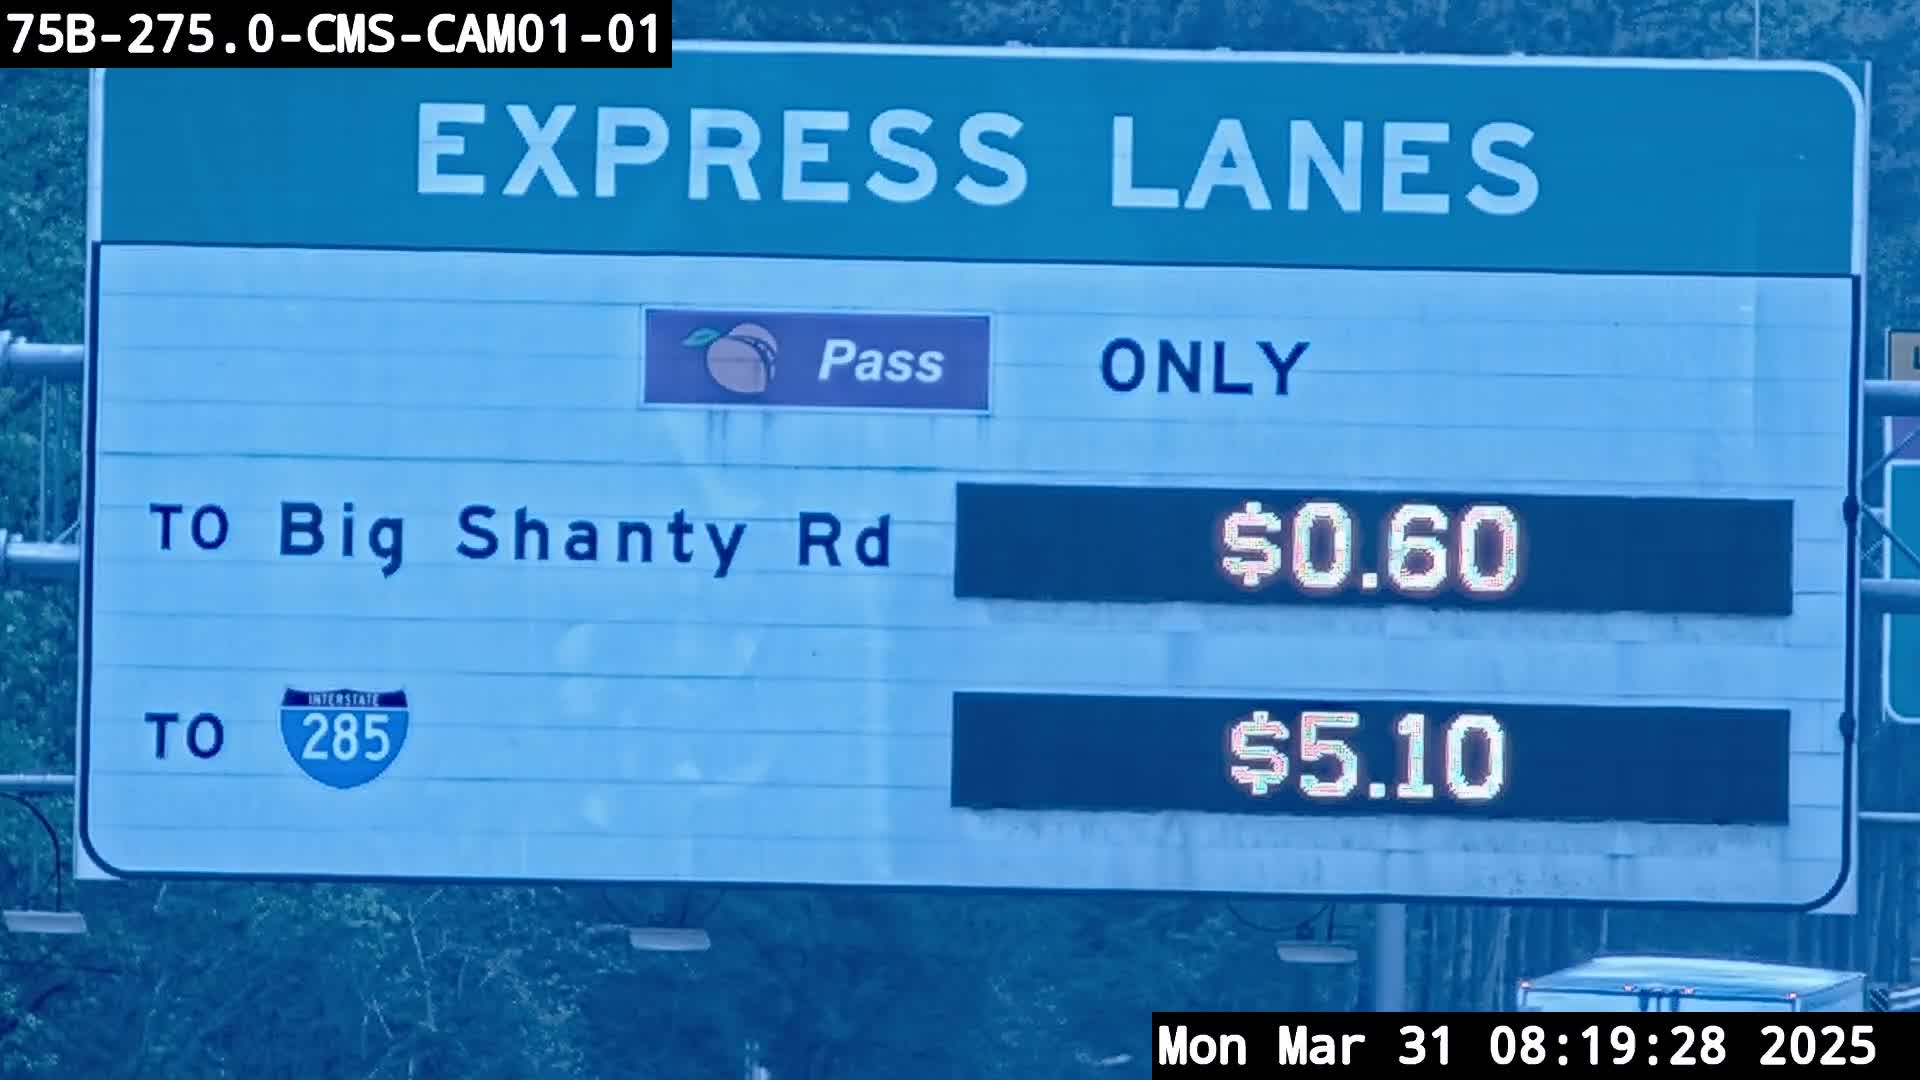 75B-275.0-CMS-CAM01-01
EXPRESS LANES
Pass ONLY
TO Big Shanty Rd $0.60
INTERSTATE
TO 285 $5.10
Mon Mar 31 08:19:28 2025